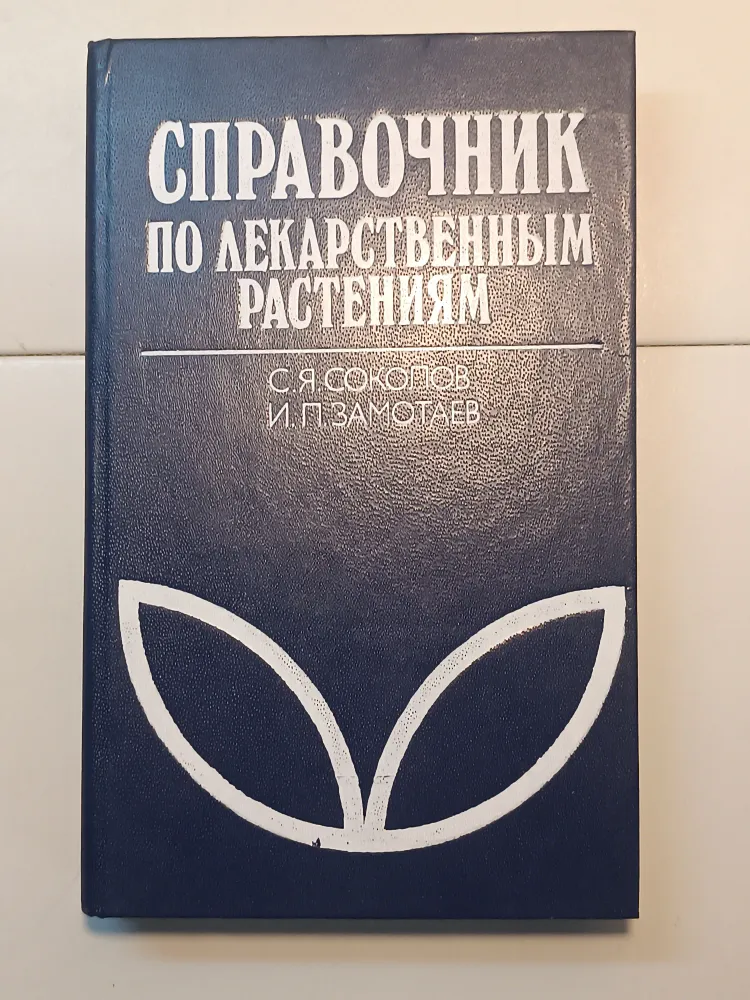 СПРАВОЧНИК
ПО ЛЕКАРСТВЕННЫМ
РАСТЕНИЯМ
С. Я. СОКОЛОВ
И. П. ЗАМОТАЕВ